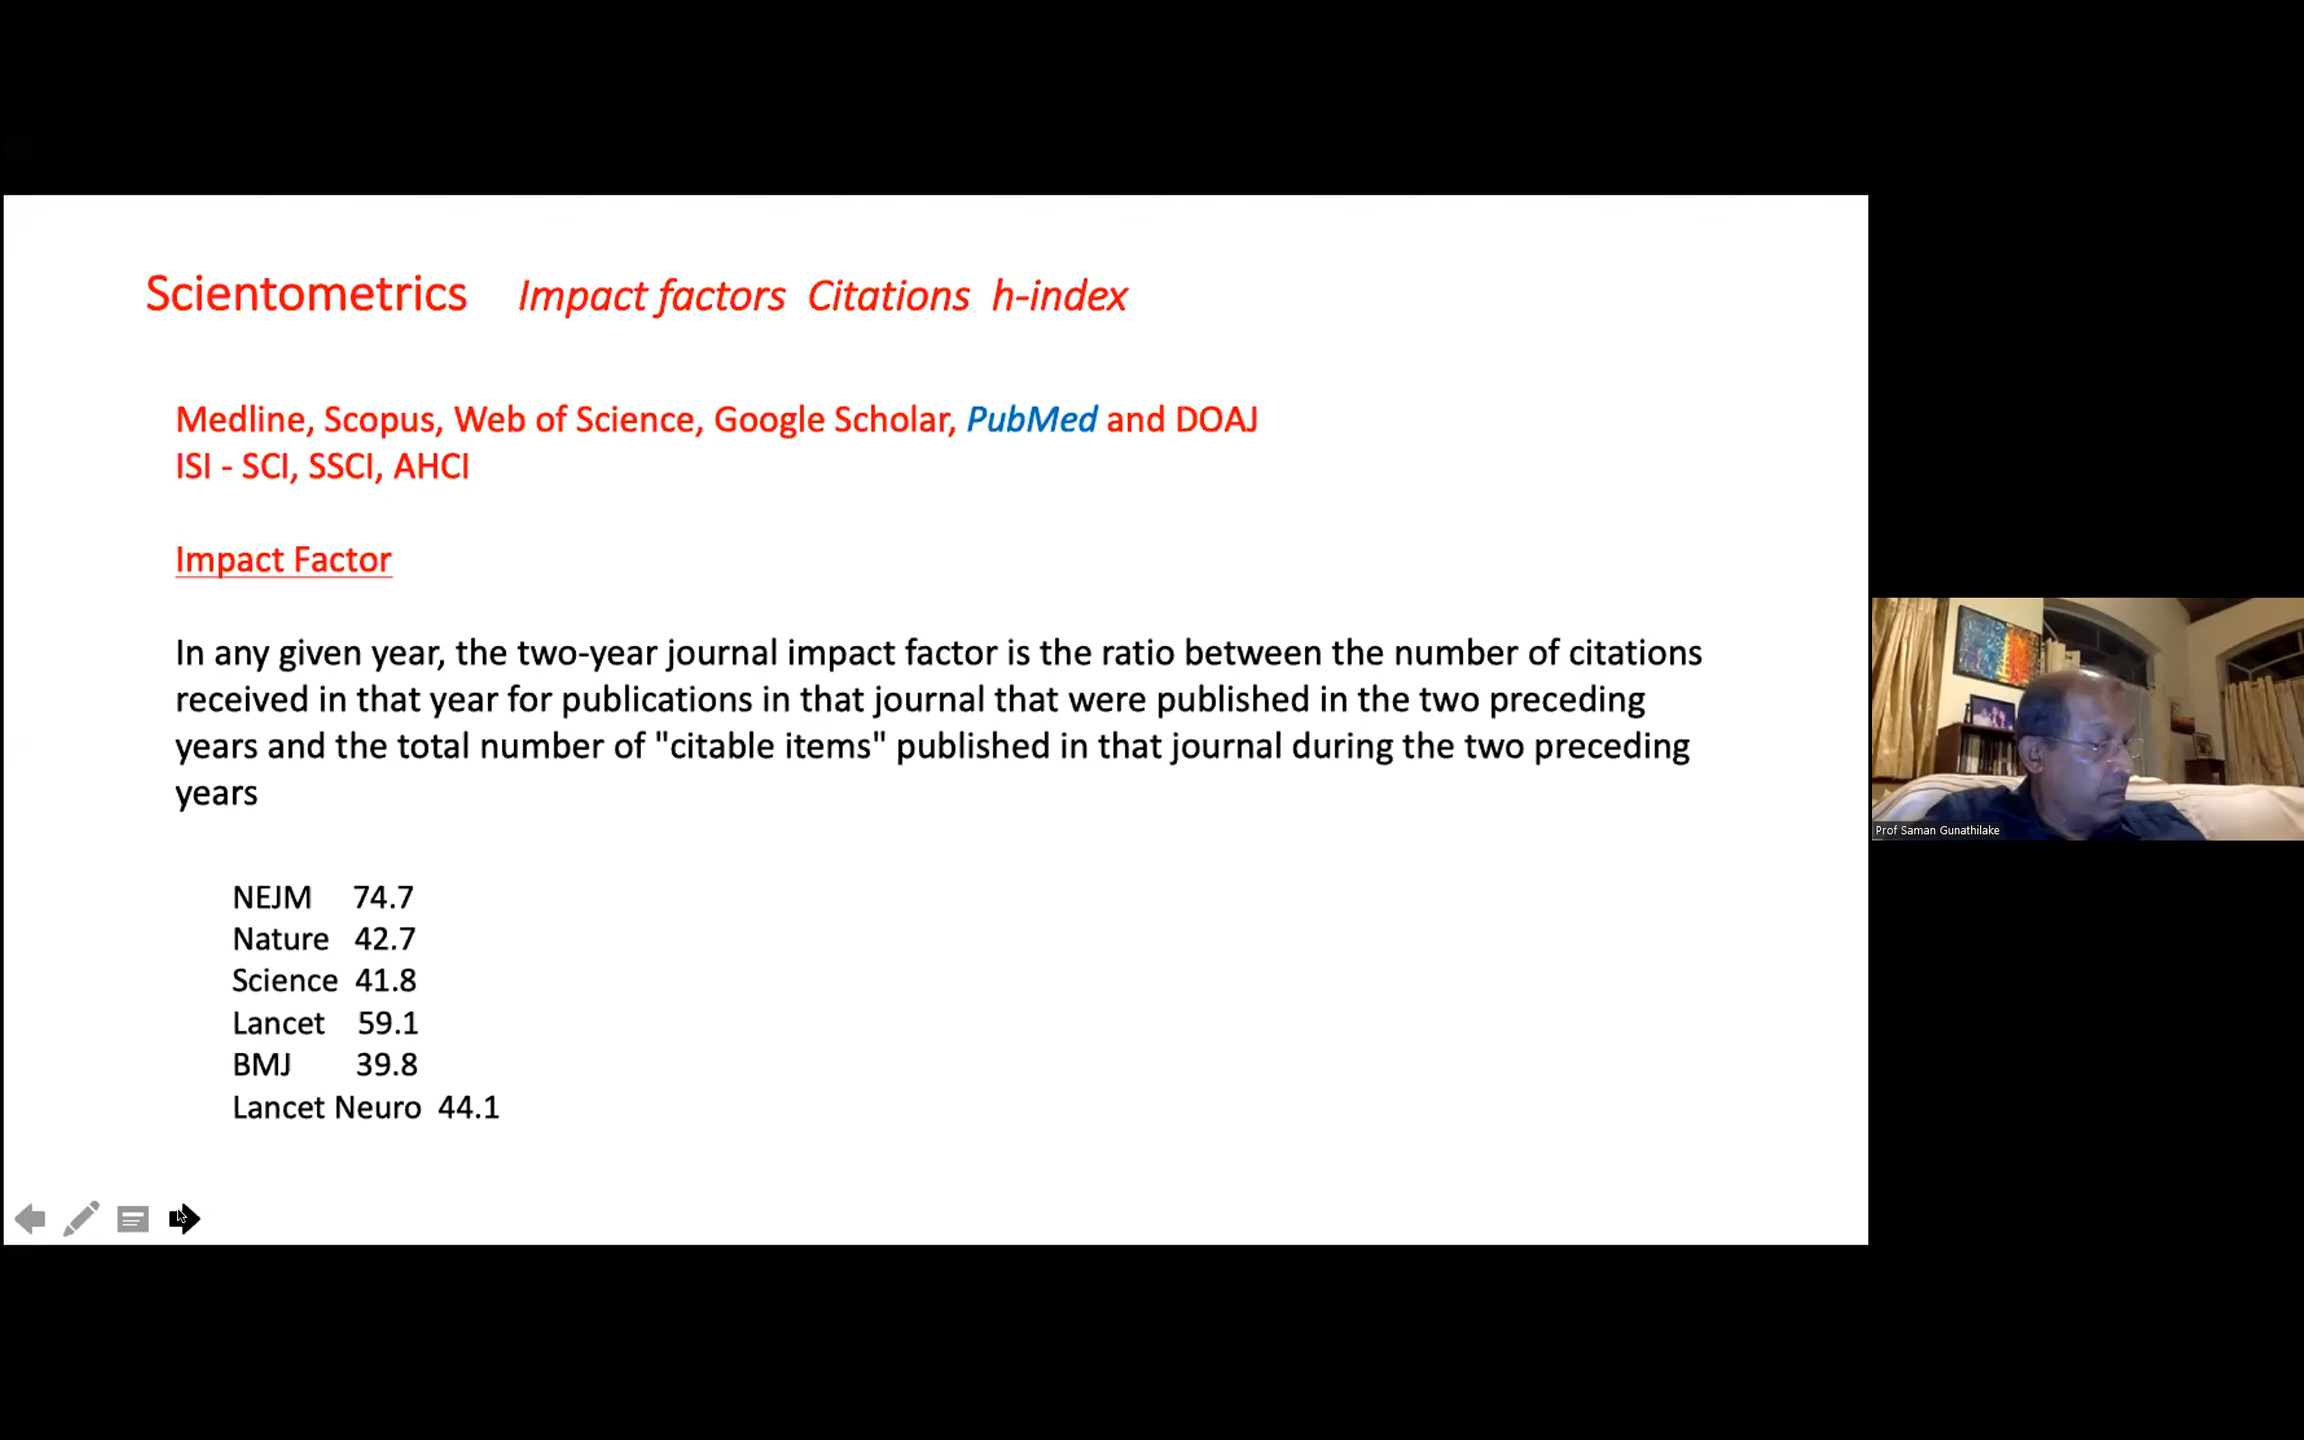 Scientometrics Impact factors Citations h-index
Medline, Scopus, Web of Science, Google Scholar, PubMed and DOAJ
ISI - SCI, SSCI, AHCI
Impact Factor
In any given year, the two-year journal impact factor is the ratio between the number of citations
received in that year for publications in that journal that were published in the two preceding
years and the total number of "citable items" published in that journal during the two preceding
years
NEJM 74.7
Nature 42.7
Science 41.8
Lancet 59.1
BMJ 39.8
Lancet Neuro 44.1
Prof Saman Gunathilake